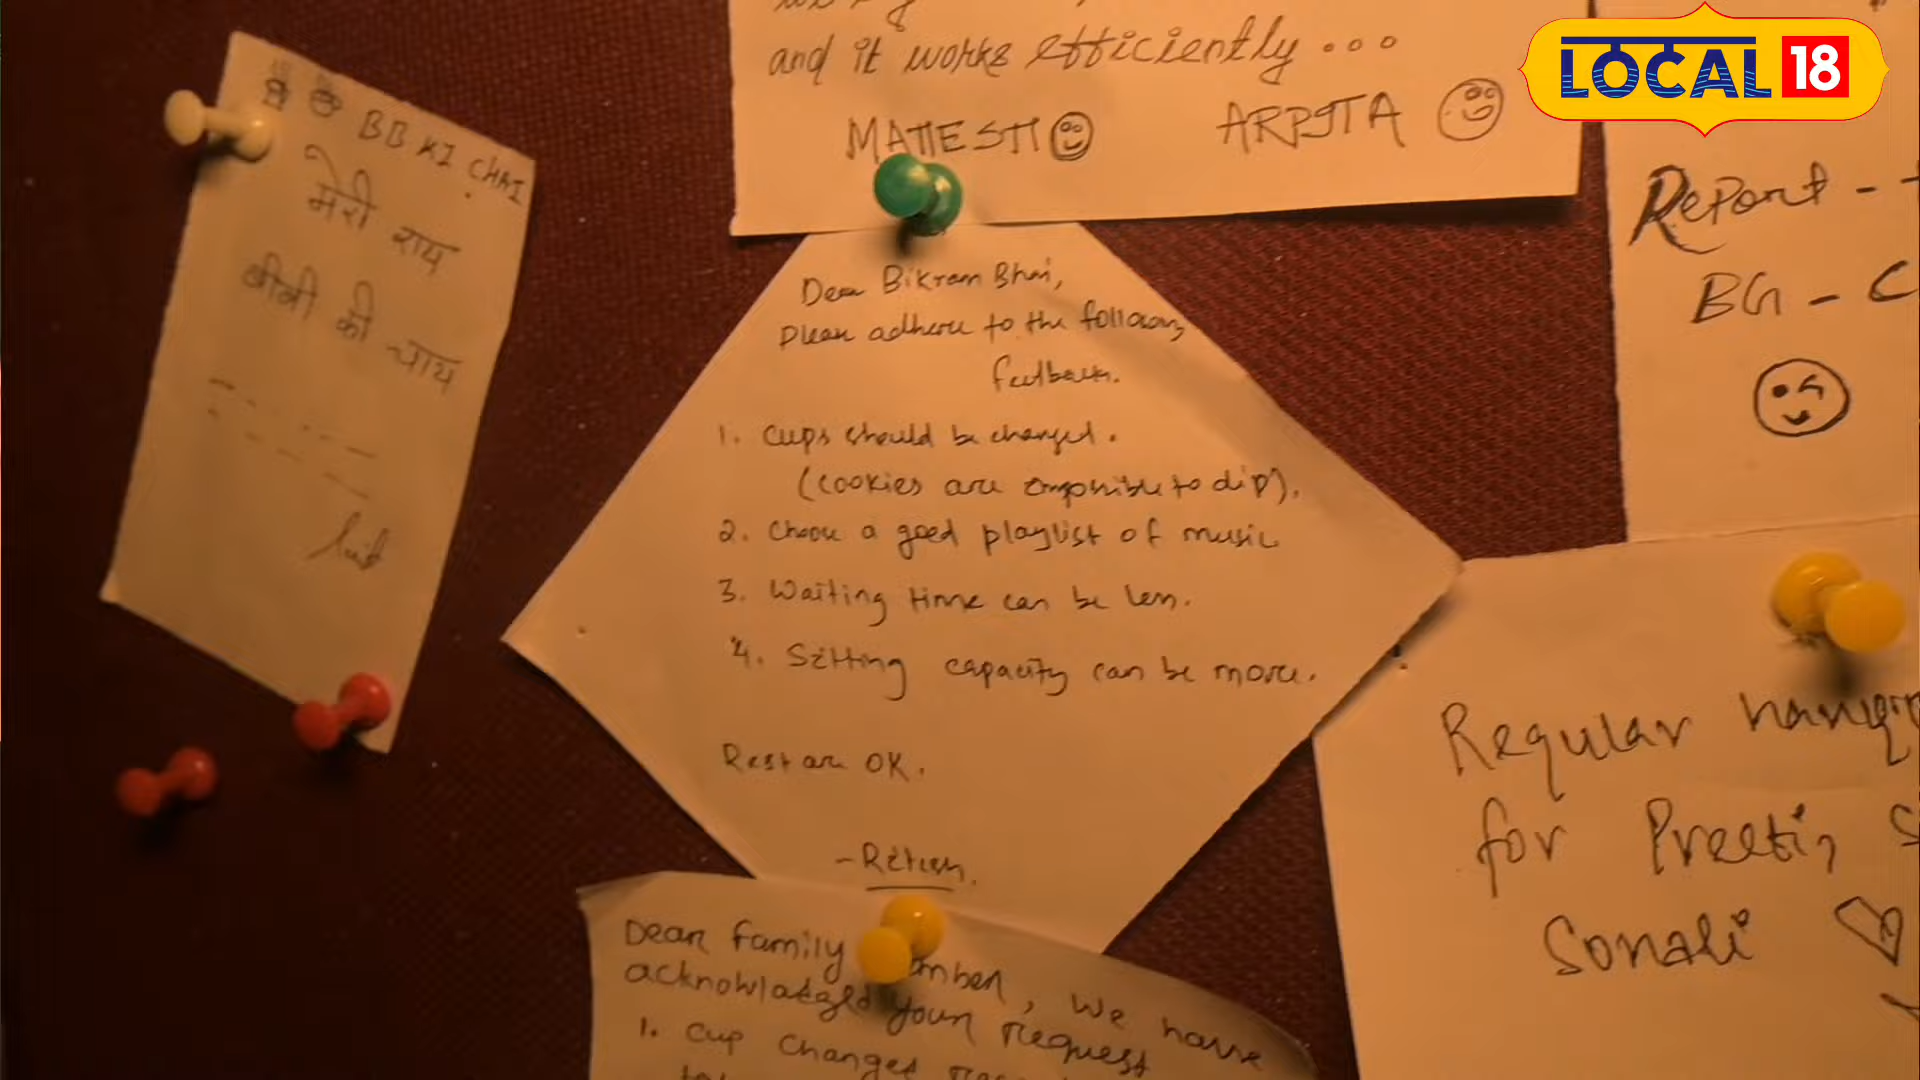 and it works efficiently ...
ARPITA
LOCAL 18
BB KI CHAI
मेरी राय
बीबी की चाय
Dear Bikram Bhai,
Please adhere to the following
feedback.
1. Cups should be changed.
(cookies are impossible to dip).
2. Choose a good playlist of music
3. Waiting time can be less.
4. Sitting capacity can be more.
Rest are OK.
- Ritesh.
Report -
BG - C
Regular
for Preeti,
Sonali
Dear family
, We have
acknowledged your request
1. Cup changes